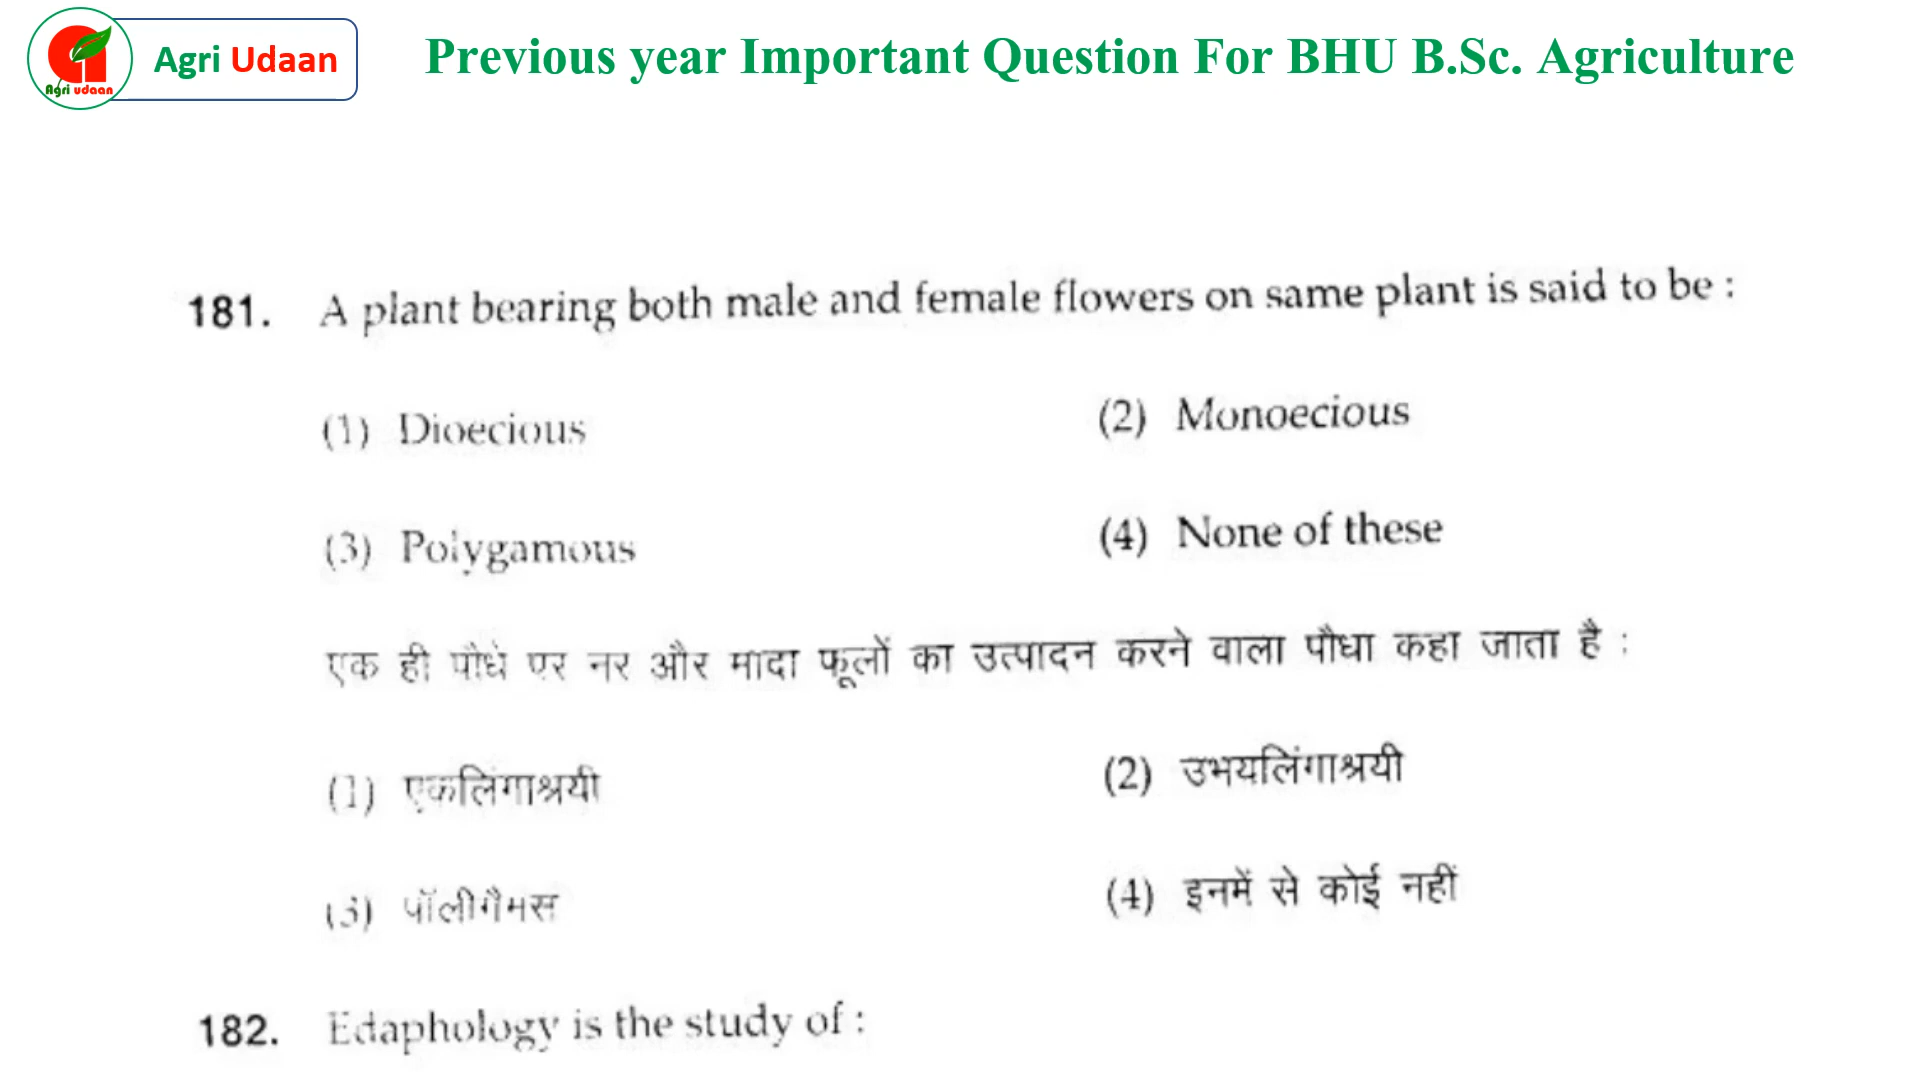 Agri Udaan
Agri udaan
Previous year Important Question For BHU B.Sc. Agriculture
181. A plant bearing both male and female flowers on same plant is said to be :
(1) Dioecious (2) Monoecious
(3) Polygamous (4) None of these
एक ही पौधे पर नर और मादा फूलों का उत्पादन करने वाला पौधा कहा जाता है :
(1) एकलिंगाश्रयी (2) उभयलिंगाश्रयी
(3) पॉलीगैमस (4) इनमें से कोई नहीं
182. Edaphology is the study of :